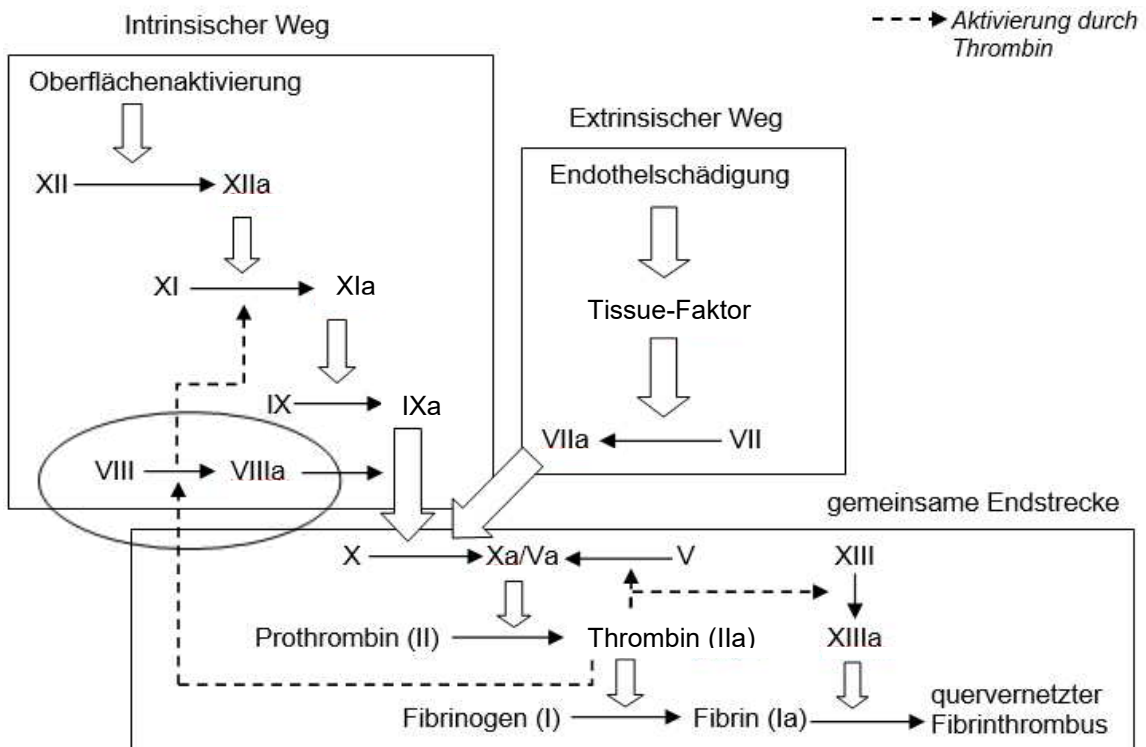 Intrinsischer Weg
Aktivierung durch
Thrombin
Oberflächenaktivierung
XII XIIa
XI XIa
IX IXa
VIII VIIIa
Extrinsischer Weg
Endothelschädigung
Tissue-Faktor
VIIa VII
gemeinsame Endstrecke
X Xa/Va V XIII
Prothrombin (II) Thrombin (IIa) XIIIa
Fibrinogen (I) Fibrin (Ia) quervernetzter
Fibrinthrombus